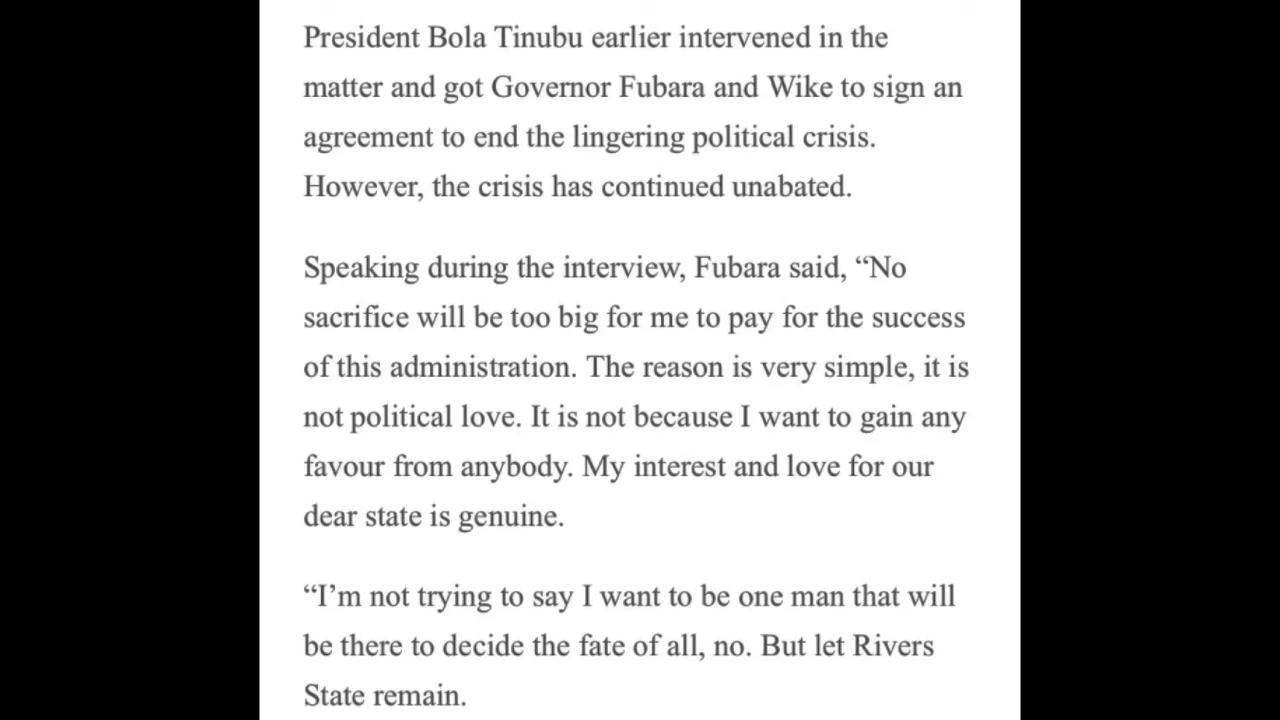 President Bola Tinubu earlier intervened in the
matter and got Governor Fubara and Wike to sign an
agreement to end the lingering political crisis.
However, the crisis has continued unabated.
Speaking during the interview, Fubara said, “No
sacrifice will be too big for me to pay for the success
of this administration. The reason is very simple, it is
not political love. It is not because I want to gain any
favour from anybody. My interest and love for our
dear state is genuine.
“I’m not trying to say I want to be one man that will
be there to decide the fate of all, no. But let Rivers
State remain.